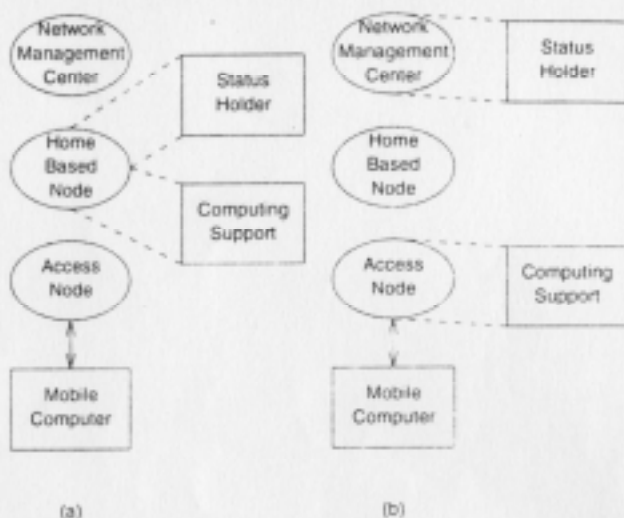 Network
Management
Center
Status
Holder
Home
Based
Node
Computing
Support
Access
Node
Mobile
Computer
(a)
Network
Management
Center
Status
Holder
Home
Based
Node
Access
Node
Computing
Support
Mobile
Computer
(b)